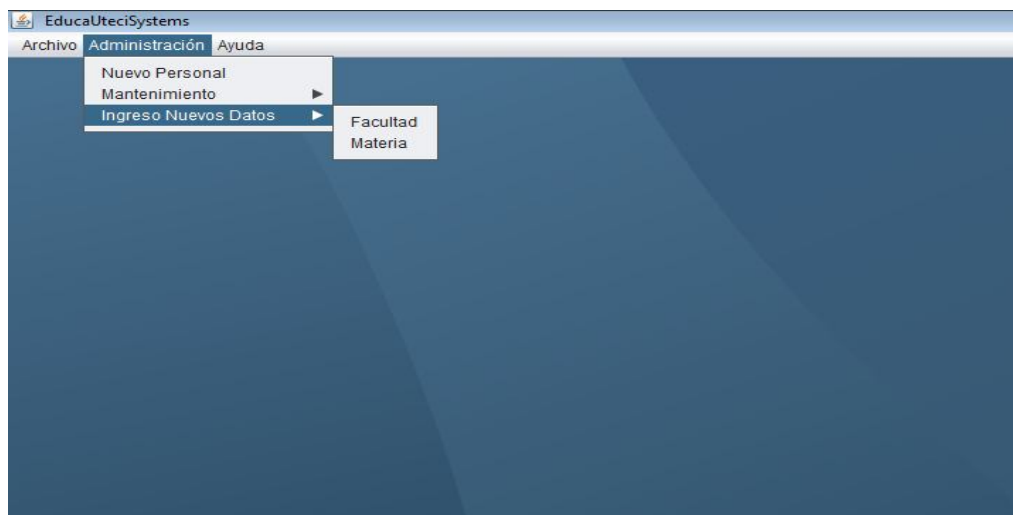 EducaUteciSystems
Archivo Administración Ayuda
Nuevo Personal
Mantenimiento
Ingreso Nuevos Datos
Facultad
Materia